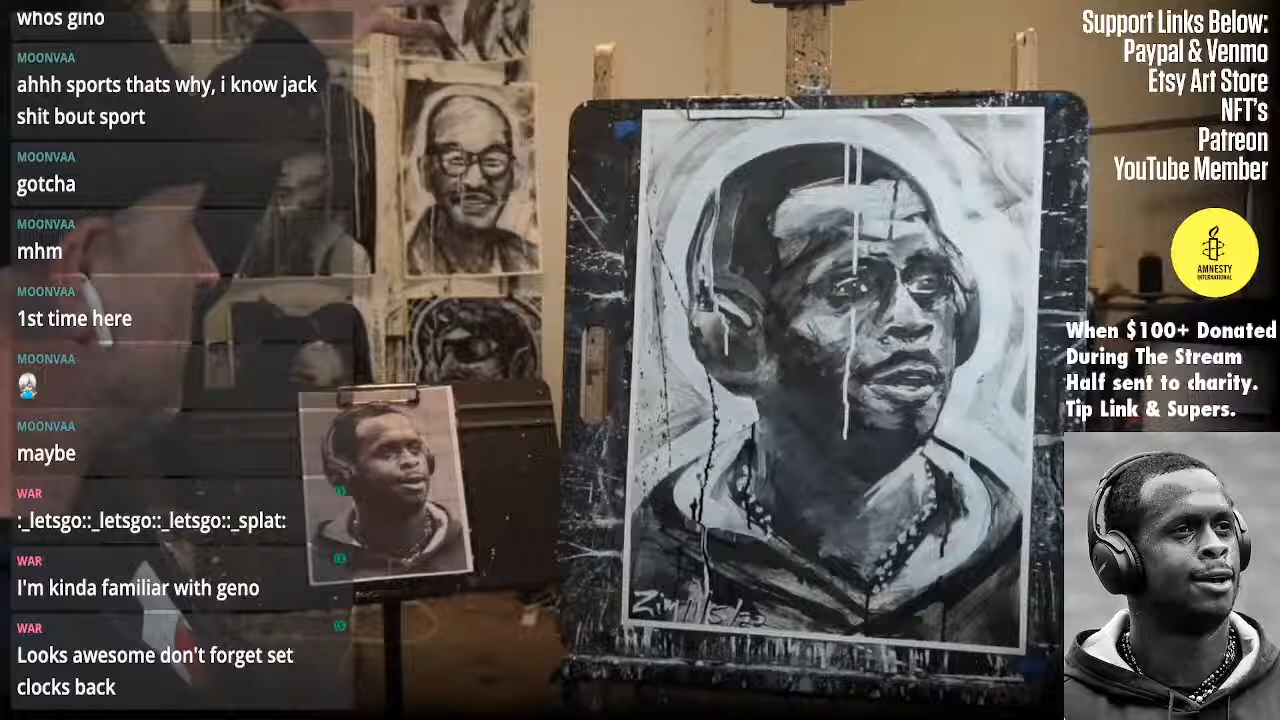 whos gino
MOONVAA
ahhh sports thats why, i know jack
shit bout sport
MOONVAA
gotcha
MOONVAA
mhm
MOONVAA
1st time here
MOONVAA
MOONVAA
maybe
WAR
:_letsgo::_letsgo::_letsgo::_splat:
WAR
I'm kinda familiar with geno
WAR
Looks awesome don't forget set
clocks back
Support Links Below:
Paypal & Venmo
Etsy Art Store
NFT's
Patreon
YouTube Member
AMNESTY
INTERNATIONAL
When $100+ Donated
During The Stream
Half sent to charity.
Tip Link & Supers.